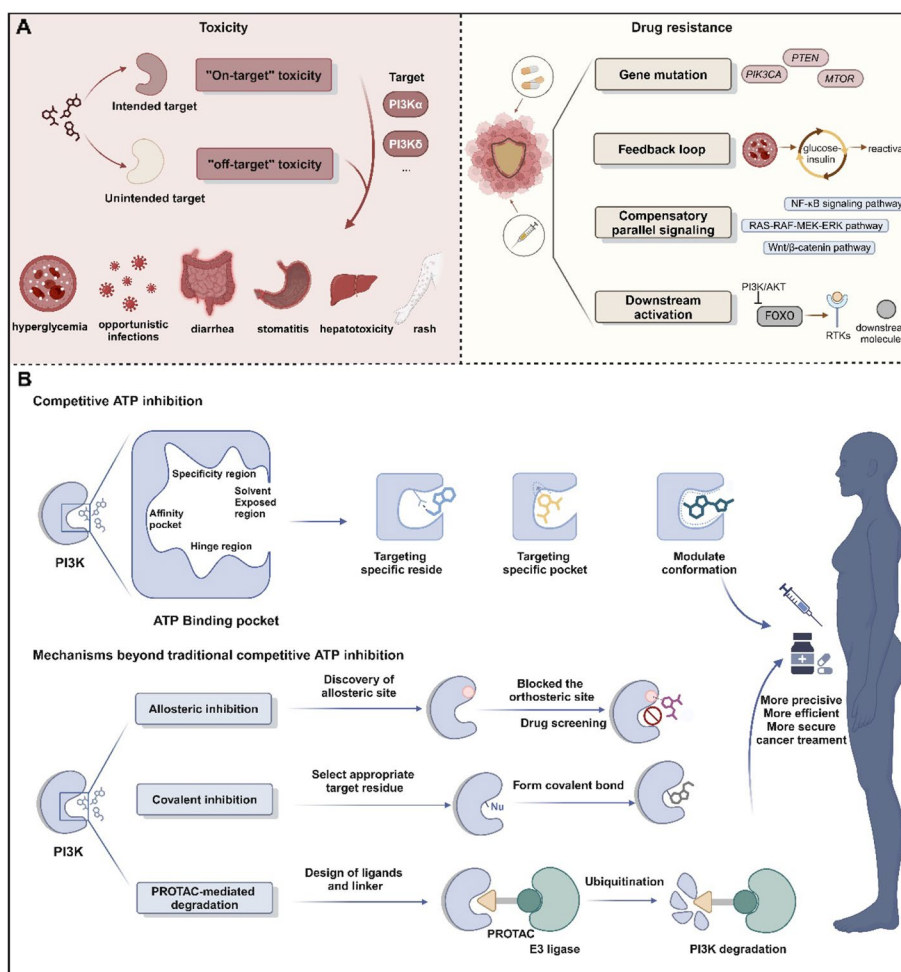 A
Toxicity
Intended target
"On-target" toxicity
Unintended target
"off-target" toxicity
Target
PI3Kα
PI3Kδ
...
hyperglycemia
opportunistic
infections
diarrhea
stomatitis
hepatotoxicity
rash
Drug resistance
Gene mutation
PIK3CA
PTEN
MTOR
Feedback loop
glucose-
insulin
reactiva
Compensatory
parallel signaling
NF-κB signaling pathway
RAS-RAF-MEK-ERK pathway
Wnt/β-catenin pathway
Downstream
activation
PI3K/AKT
FOXO
RTKs
downstrea
molecule
B
Competitive ATP inhibition
PI3K
Specificity region
Solvent
Exposed
region
Affinity
pocket
Hinge region
ATP Binding pocket
Targeting
specific reside
Targeting
specific pocket
Modulate
conformation
Mechanisms beyond traditional competitive ATP inhibition
PI3K
Allosteric inhibition
Discovery of
allosteric site
Blocked the
orthosteric site
Drug screening
Covalent inhibition
Select appropriate
target residue
Nu
Form covalent bond
PROTAC-mediated
degradation
Design of ligands
and linker
PROTAC
E3 ligase
Ubiquitination
PI3K degradation
More precisive
More efficient
More secure
cancer treament